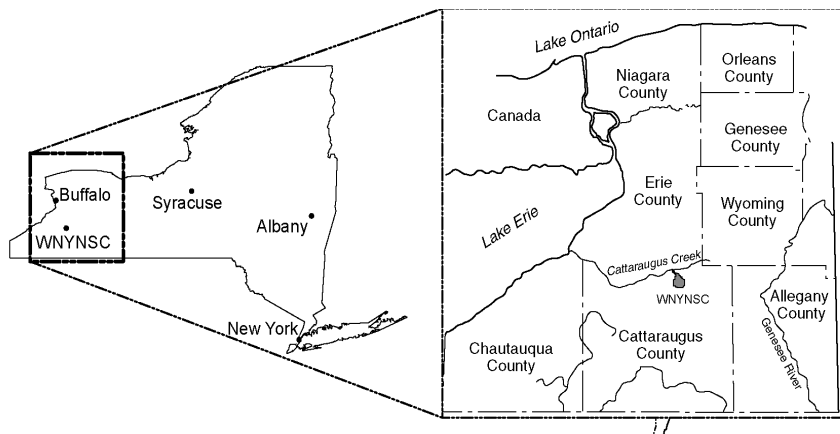 Buffalo
WNYNSC
Syracuse
Albany
New York
Lake Ontario
Niagara
County
Orleans
County
Canada
Genesee
County
Erie
County
Wyoming
County
Lake Erie
Cattaraugus Creek
WNYNSC
Allegany
County
Genesee River
Chautauqua
County
Cattaraugus
County